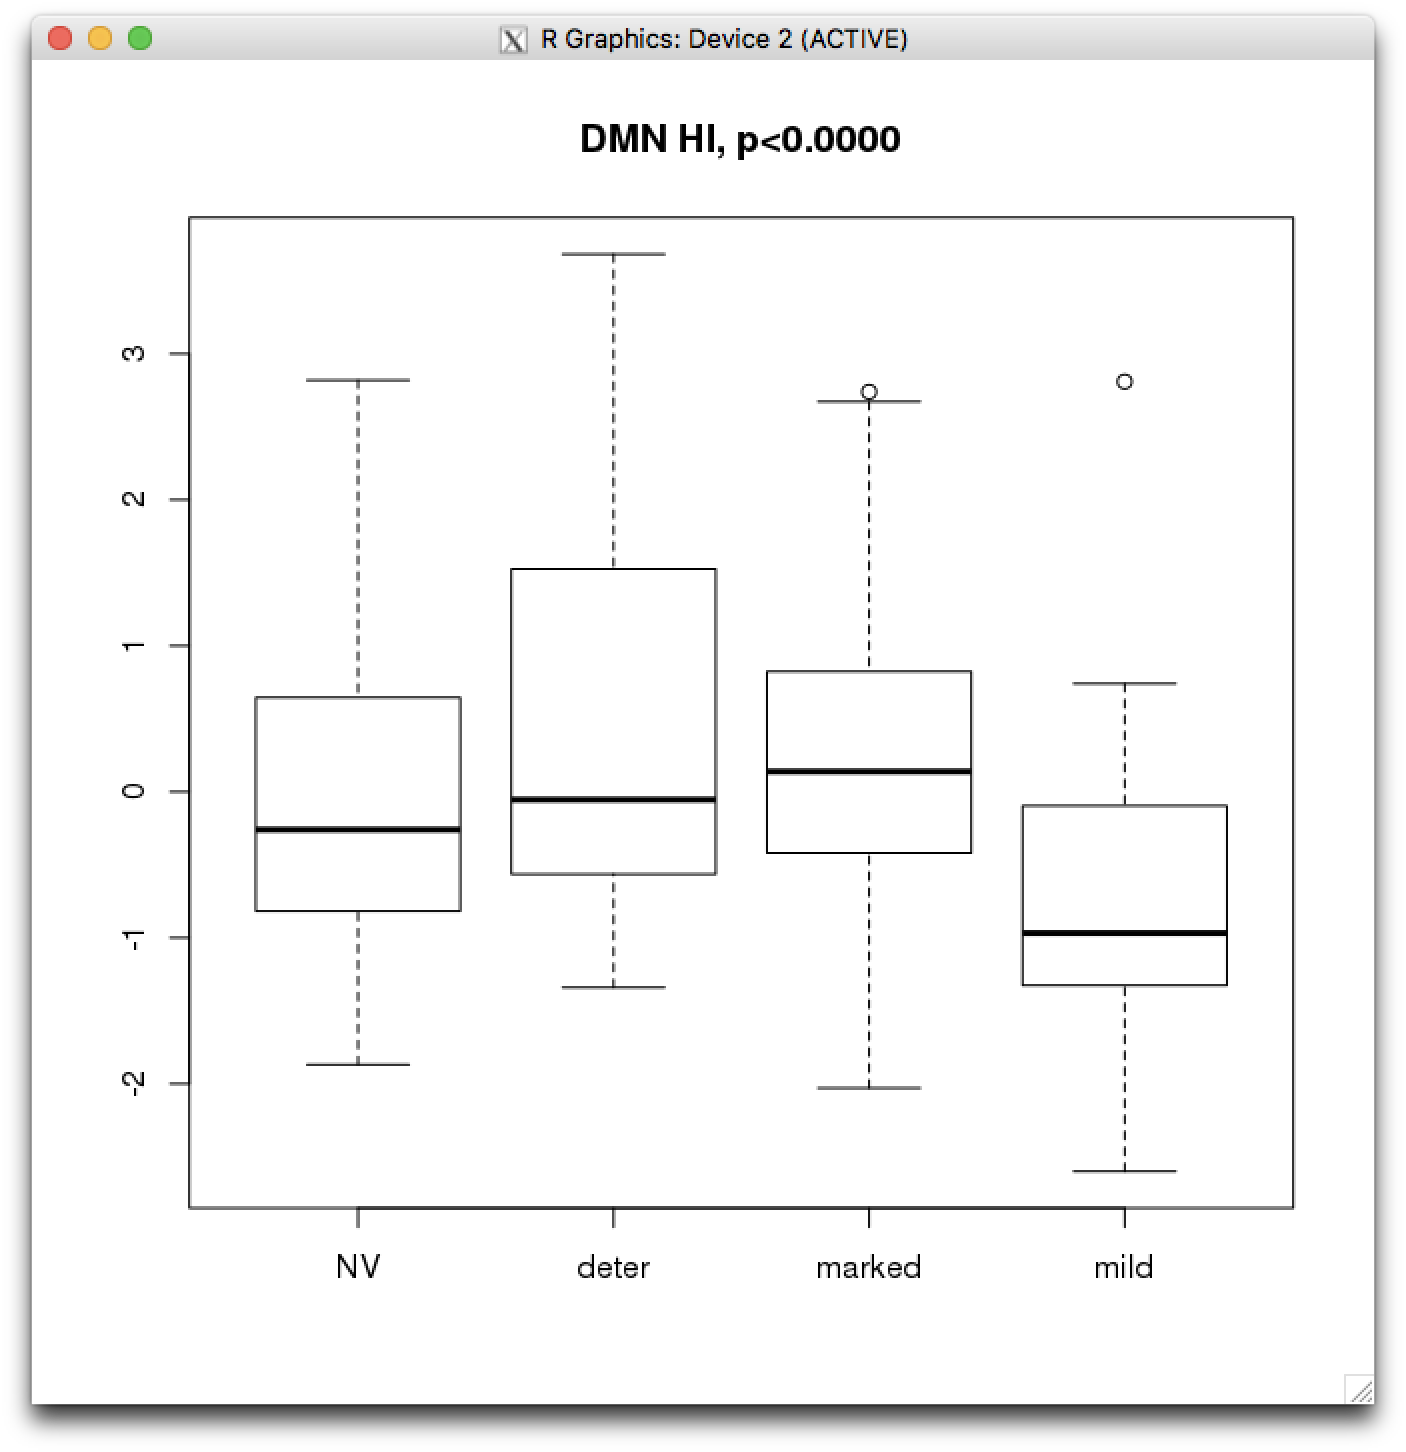 R Graphics: Device 2 (ACTIVE)
DMN HI, p<0.0000
3
2
1
0
-1
-2
NV deter marked mild